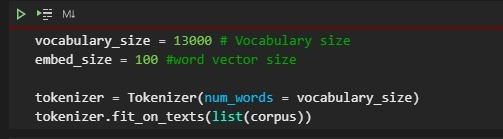 M↓
vocabulary_size = 13000 # Vocabulary size
embed_size = 100 #word vector size
tokenizer = Tokenizer(num_words = vocabulary_size)
tokenizer.fit_on_texts(list(corpus))